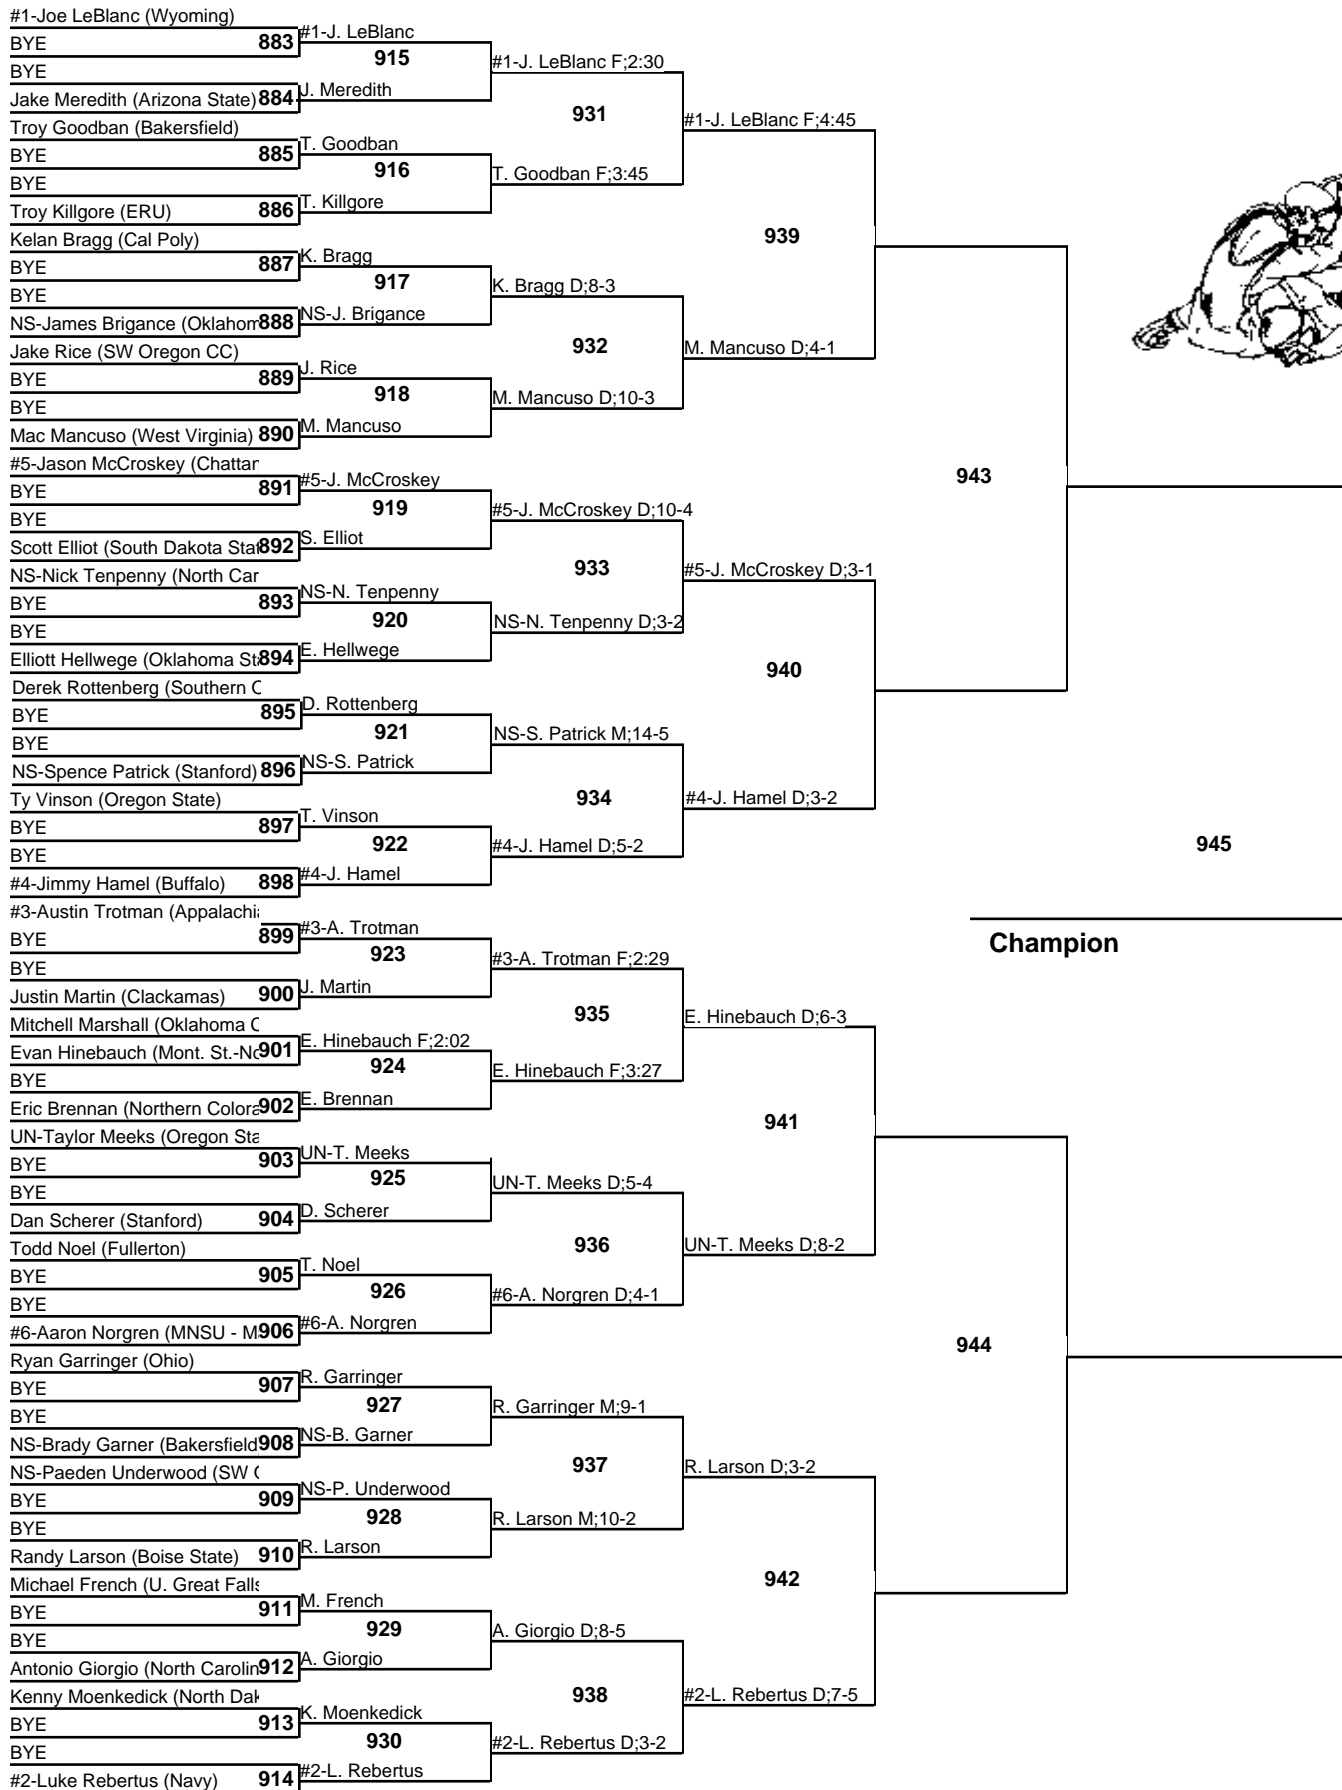 #1-Joe LeBlanc (Wyoming)
BYE
883
BYE
Jake Meredith (Arizona State)
884
Troy Goodban (Bakersfield)
BYE
885
BYE
Troy Killgore (ERU)
886
Kelan Bragg (Cal Poly)
BYE
887
BYE
NS-James Brigance (Oklahom
888
Jake Rice (SW Oregon CC)
BYE
889
BYE
Mac Mancuso (West Virginia)
890
#5-Jason McCroskey (Chattan
BYE
891
BYE
Scott Elliot (South Dakota Stat
892
NS-Nick Tenpenny (North Car
BYE
893
BYE
Elliott Hellwege (Oklahoma St
894
Derek Rottenberg (Southern C
BYE
895
BYE
NS-Spence Patrick (Stanford)
896
Ty Vinson (Oregon State)
BYE
897
BYE
#4-Jimmy Hamel (Buffalo)
898
#3-Austin Trotman (Appalachi
BYE
899
BYE
Justin Martin (Clackamas)
900
Mitchell Marshall (Oklahoma C
Evan Hinebauch (Mont. St.-No
901
BYE
Eric Brennan (Northern Colora
902
UN-Taylor Meeks (Oregon Sta
BYE
903
BYE
Dan Scherer (Stanford)
904
Todd Noel (Fullerton)
BYE
905
BYE
#6-Aaron Norgren (MNSU - M
906
Ryan Garringer (Ohio)
BYE
907
BYE
NS-Brady Garner (Bakersfield
908
NS-Paeden Underwood (SW O
BYE
909
BYE
Randy Larson (Boise State)
910
Michael French (U. Great Falls
BYE
911
BYE
Antonio Giorgio (North Carolin
912
Kenny Moenkedick (North Dak
BYE
913
BYE
#2-Luke Rebertus (Navy)
914
#1-J. LeBlanc
915
J. Meredith
T. Goodban
916
T. Killgore
K. Bragg
917
NS-J. Brigance
J. Rice
918
M. Mancuso
#5-J. McCroskey
919
S. Elliot
NS-N. Tenpenny
920
E. Hellwege
D. Rottenberg
921
NS-S. Patrick
T. Vinson
922
#4-J. Hamel
#3-A. Trotman
923
J. Martin
E. Hinebauch F;2:02
924
E. Brennan
UN-T. Meeks
925
D. Scherer
T. Noel
926
#6-A. Norgren
R. Garringer
927
NS-B. Garner
NS-P. Underwood
928
R. Larson
M. French
929
A. Giorgio
K. Moenkedick
930
#2-L. Rebertus
#1-J. LeBlanc F;2:30
931
T. Goodban F;3:45
K. Bragg D;8-3
932
M. Mancuso D;10-3
#5-J. McCroskey D;10-4
933
NS-N. Tenpenny D;3-2
NS-S. Patrick M;14-5
934
#4-J. Hamel D;5-2
#3-A. Trotman F;2:29
935
E. Hinebauch F;3:27
UN-T. Meeks D;5-4
936
#6-A. Norgren D;4-1
R. Garringer M;9-1
937
R. Larson M;10-2
A. Giorgio D;8-5
938
#2-L. Rebertus D;3-2
#1-J. LeBlanc F;4:45
939
M. Mancuso D;4-1
#5-J. McCroskey D;3-1
940
#4-J. Hamel D;3-2
E. Hinebauch D;6-3
941
UN-T. Meeks D;8-2
R. Larson D;3-2
942
#2-L. Rebertus D;7-5
943
944
945
Champion